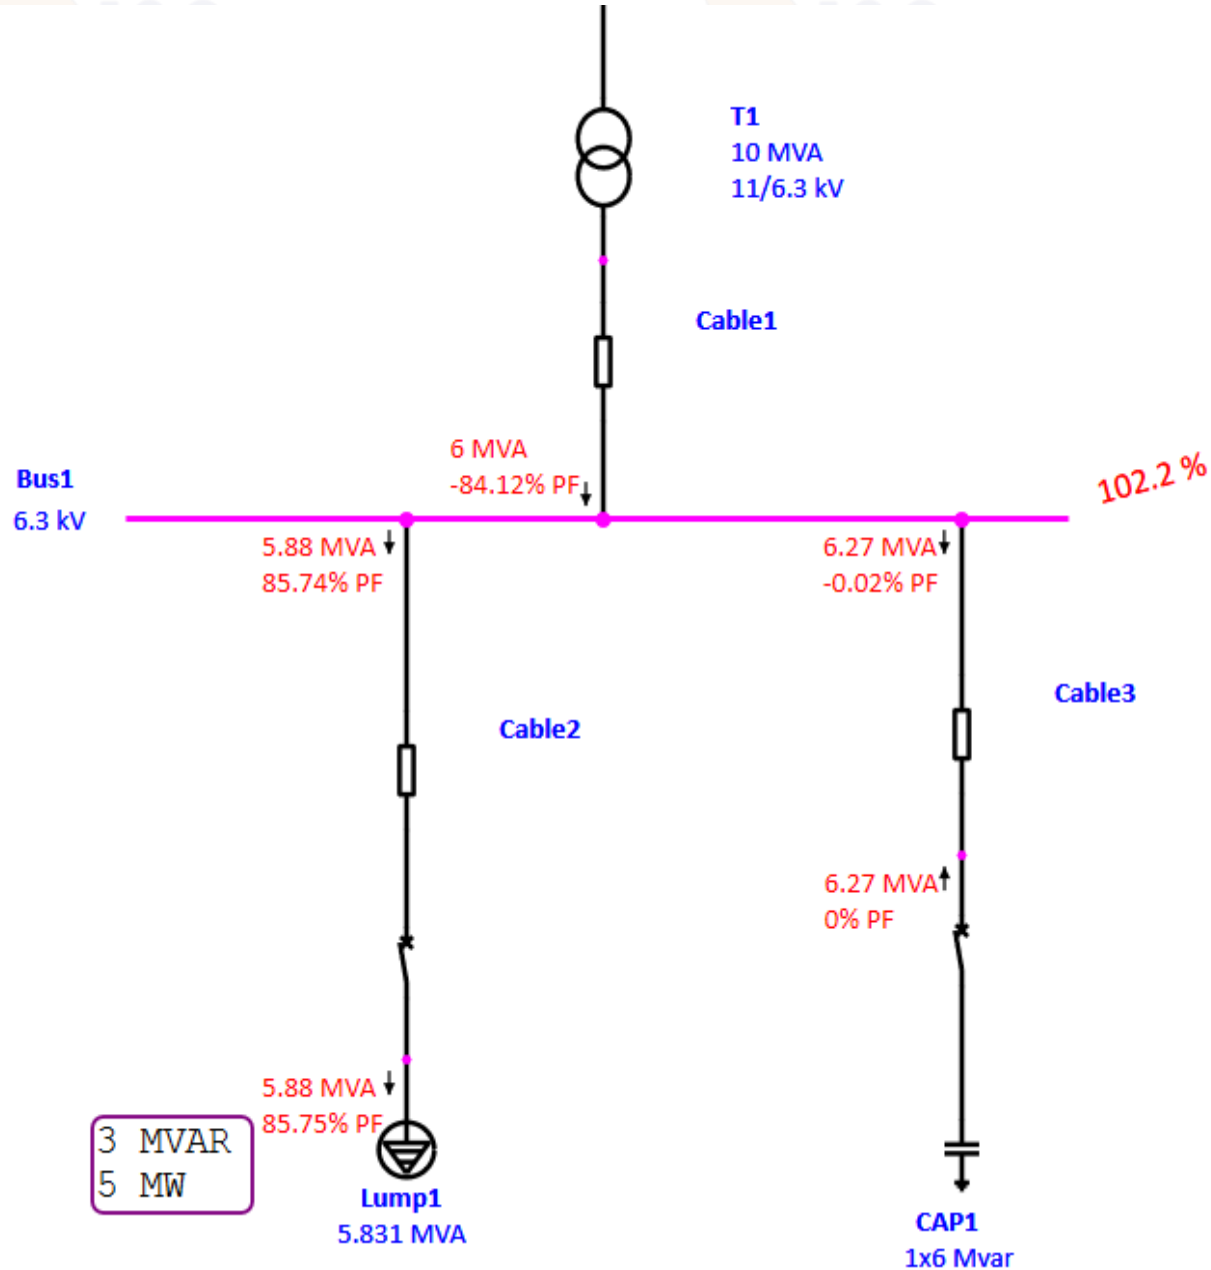 T1
10 MVA
11/6.3 kV
Cable1
6 MVA
-84.12% PF
102.2 %
Bus1
6.3 kV
5.88 MVA
85.74% PF
6.27 MVA
-0.02% PF
Cable2
Cable3
6.27 MVA
0% PF
5.88 MVA
85.75% PF
3 MVAR
5 MW
Lump1
5.831 MVA
CAP1
1x6 Mvar